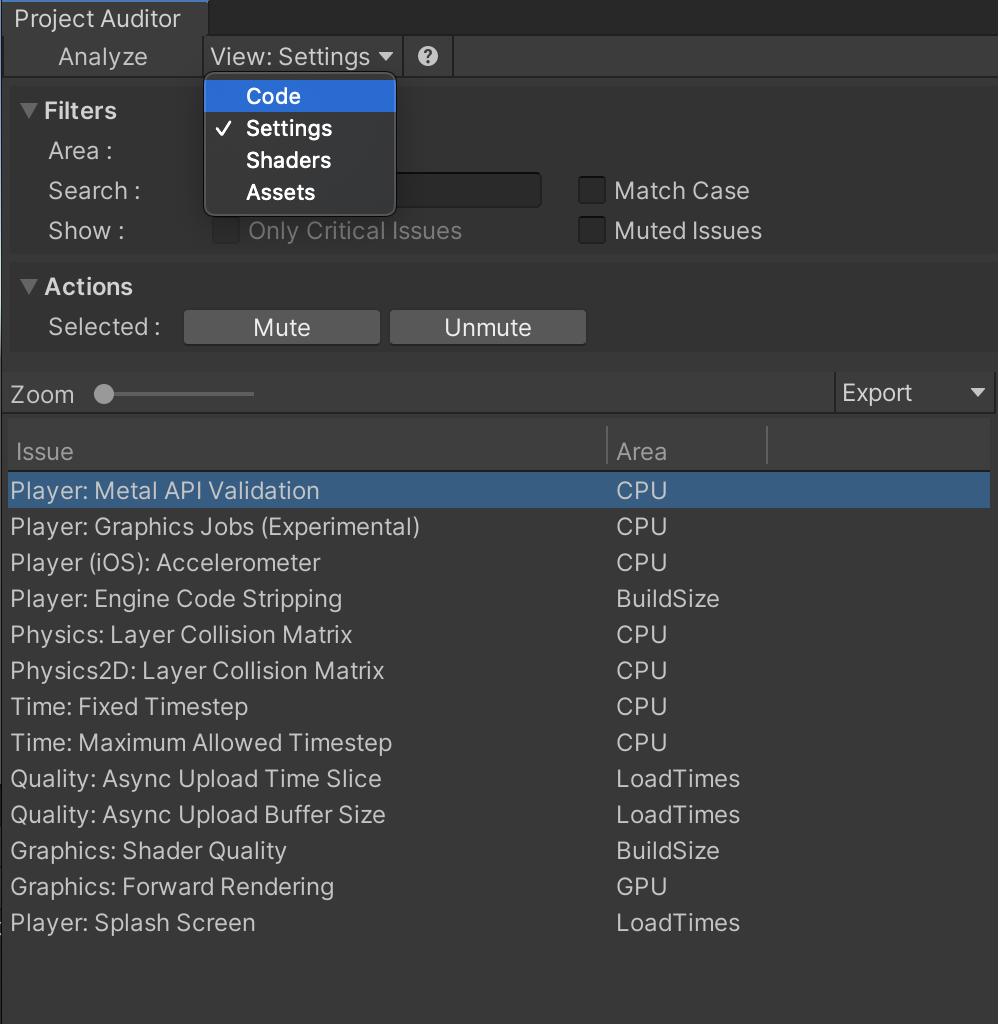 Project Auditor
Analyze View: Settings ?
Code
Settings
Shaders
Assets
Filters
Area :
Search : Match Case
Show : Only Critical Issues Muted Issues
Actions
Selected : Mute Unmute
Zoom Export
Issue Area
Player: Metal API Validation CPU
Player: Graphics Jobs (Experimental) CPU
Player (iOS): Accelerometer CPU
Player: Engine Code Stripping BuildSize
Physics: Layer Collision Matrix CPU
Physics2D: Layer Collision Matrix CPU
Time: Fixed Timestep CPU
Time: Maximum Allowed Timestep CPU
Quality: Async Upload Time Slice LoadTimes
Quality: Async Upload Buffer Size LoadTimes
Graphics: Shader Quality BuildSize
Graphics: Forward Rendering GPU
Player: Splash Screen LoadTimes